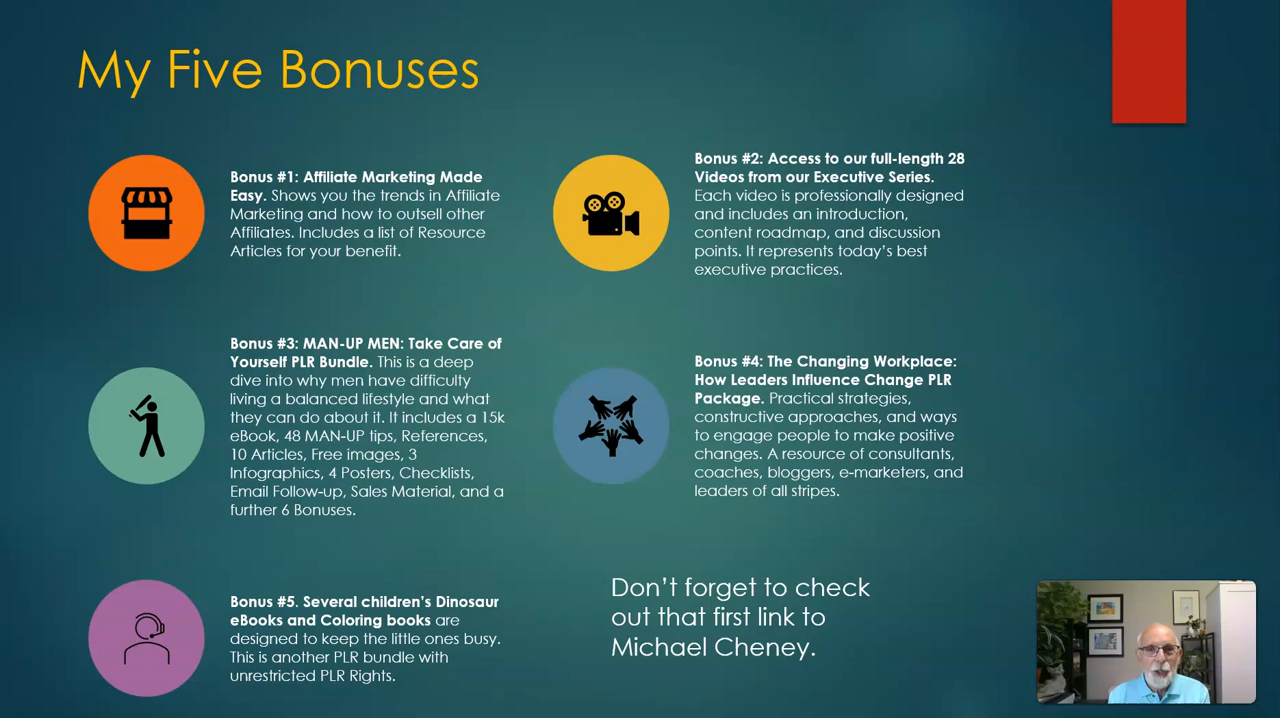 My Five Bonuses
Bonus #1: Affiliate Marketing Made
Easy. Shows you the trends in Affiliate
Marketing and how to outsell other
Affiliates. Includes a list of Resource
Articles for your benefit.
Bonus #2: Access to our full-length 28
Videos from our Executive Series.
Each video is professionally designed
and includes an introduction,
content roadmap, and discussion
points. It represents today’s best
executive practices.
Bonus #3: MAN-UP MEN: Take Care of
Yourself PLR Bundle. This is a deep
dive into why men have difficulty
living a balanced lifestyle and what
they can do about it. It includes a 15k
eBook, 48 MAN-UP tips, References,
10 Articles, Free images, 3
Infographics, 4 Posters, Checklists,
Email Follow-up, Sales Material, and a
further 6 Bonuses.
Bonus #4: The Changing Workplace:
How Leaders Influence Change PLR
Package. Practical strategies,
constructive approaches, and ways
to engage people to make positive
changes. A resource of consultants,
coaches, bloggers, e-marketers, and
leaders of all stripes.
Bonus #5. Several children’s Dinosaur
eBooks and Coloring books are
designed to keep the little ones busy.
This is another PLR bundle with
unrestricted PLR Rights.
Don’t forget to check
out that first link to
Michael Cheney.